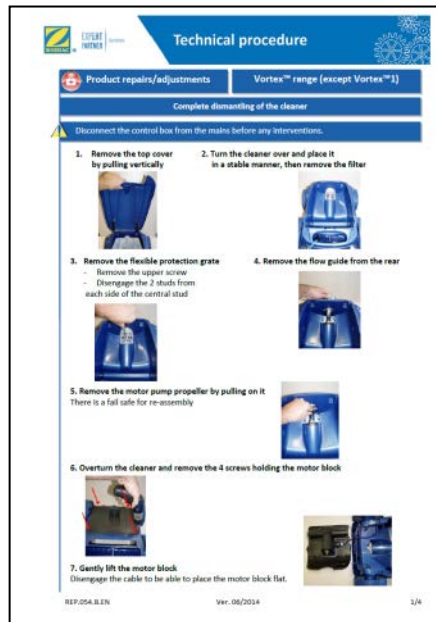 ZODIAC
EXPERT
PARTNER
Technical procedure
Product repairs/adjustments
Vortex™ range (except Vortex™1)
Complete dismantling of the cleaner
Disconnect the control box from the mains before any interventions.
1. Remove the top cover
by pulling vertically
2. Turn the cleaner over and place it
in a stable manner, then remove the filter
3. Remove the flexible protection grate
- Remove the upper screw
- Disengage the 2 studs from
each side of the central stud
4. Remove the flow guide from the rear
5. Remove the motor pump propeller by pulling on it
There is a fail safe for re-assembly
6. Overturn the cleaner and remove the 4 screws holding the motor block
7. Gently lift the motor block
Disengage the cable to be able to place the motor block flat.
REP.054.B.EN
Ver. 06/2014
1/4